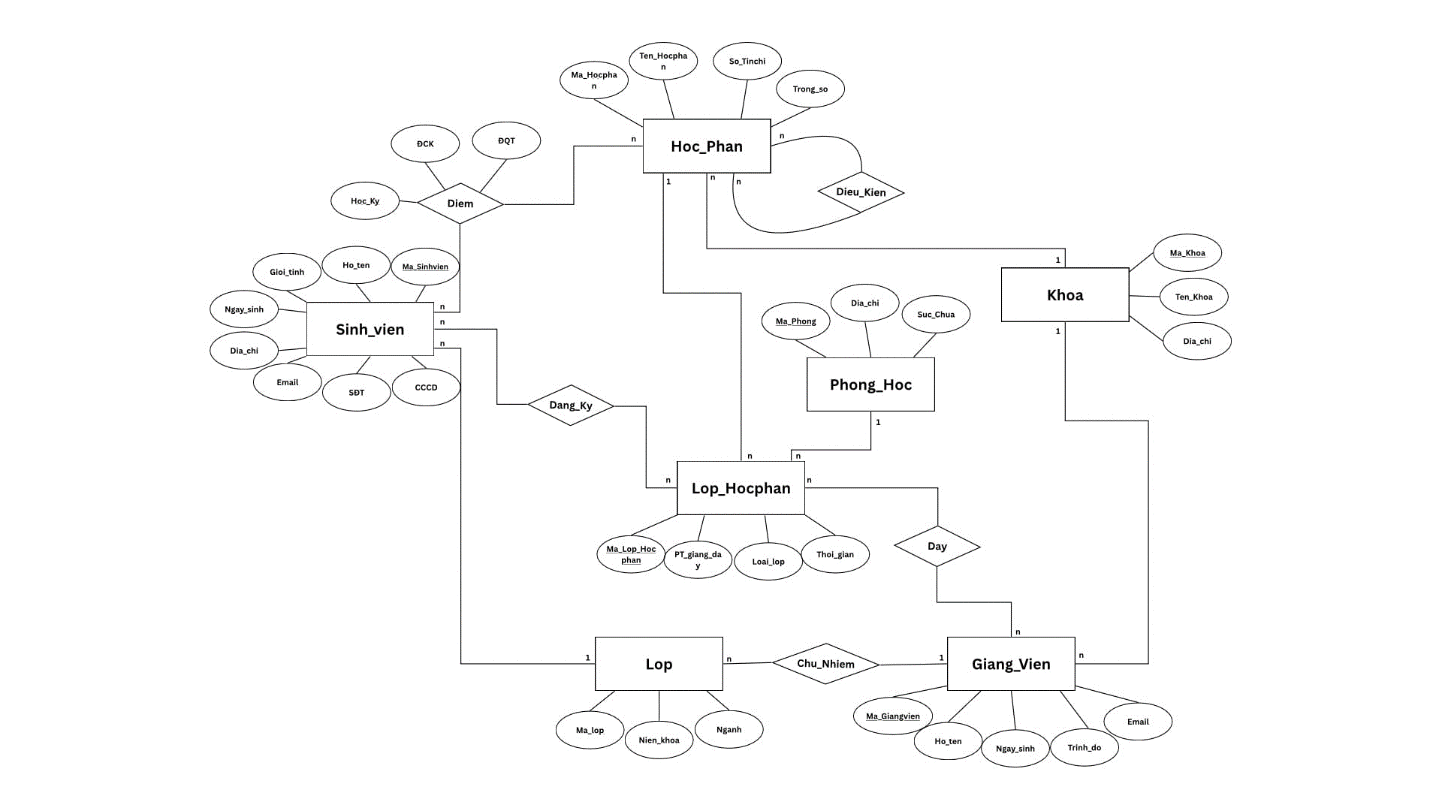 Ten_Hocpha
n
So_Tinchi
Ma_Hocpha
n
Trong_so
n
Hoc_Phan
n
ĐCK
ĐQT
1
n
n
Dieu_Kien
Hoc_Ky
Diem
Gioi_tinh
Ho_ten
Ma_Sinhvien
Ma_Khoa
1
Ngay_sinh
n
n
Sinh_vien
n
Dia_chi
Email
SĐT
CCCD
Khoa
Ten_Khoa
1
Dia_chi
Ma_Phong
Dia_chi
Suc_Chua
Phong_Hoc
1
Dang_Ky
n
n
n
Lop_Hocphan
n
Ma_Lop_Hoc
phan
PT_giang_da
y
Loai_lop
Thoi_gian
Day
n
1
Lop
n
Chu_Nhiem
1
Giang_Vien
n
Ma_lop
Nien_khoa
Nganh
Ma_Giangvien
Ho_ten
Ngay_sinh
Trinh_do
Email